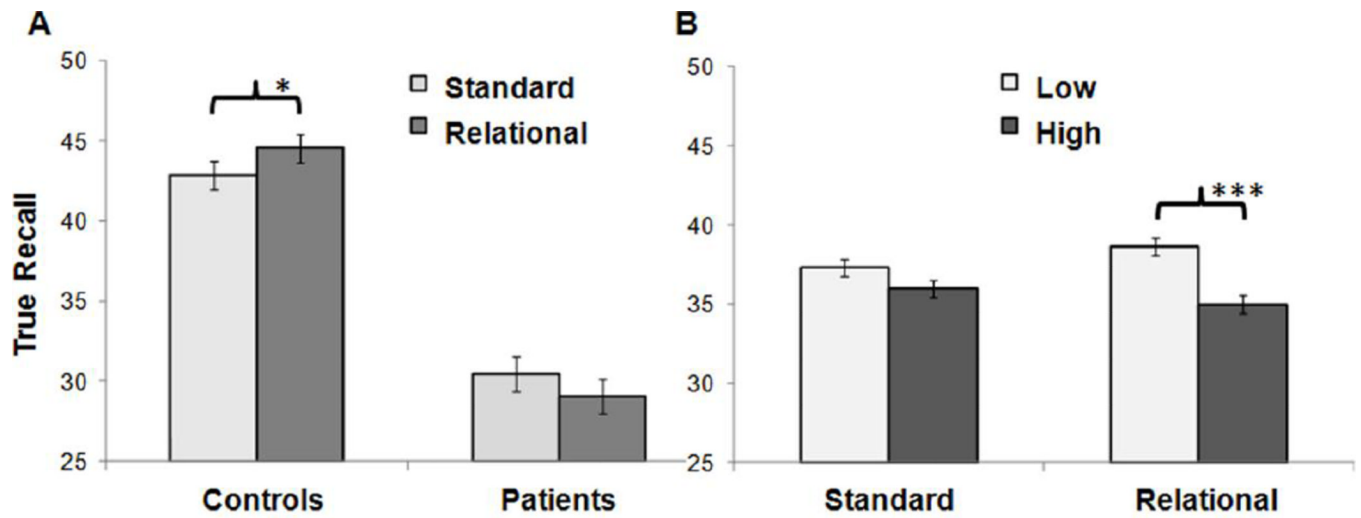 A
B
50
45
40
35
30
25
True Recall
*
Standard
Relational
Controls
Patients
50
45
40
35
30
25
Low
High
***
Standard
Relational